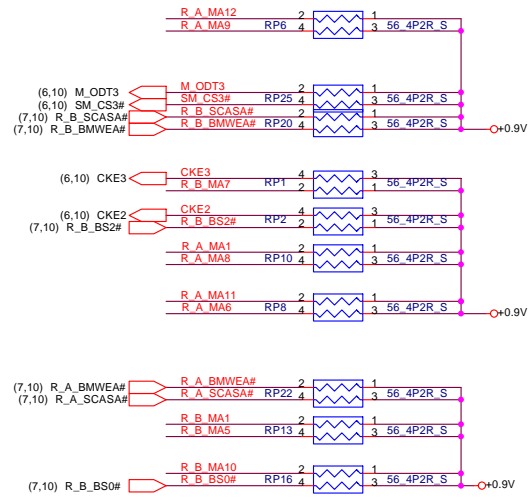 R_A_MA12 2 1
R_A_MA9 RP6 4 3 56_4P2R_S
(6,10) M_ODT3 M_ODT3 2 1
(6,10) SM_CS3# SM_CS3# RP25 4 3 56_4P2R_S
(7,10) R_B_SCASA# R_B_SCASA# 2 1
(7,10) R_B_BMWEA# R_B_BMWEA# RP20 4 3 56_4P2R_S +0.9V
(6,10) CKE3 CKE3 4 3
R_B_MA7 RP1 2 1 56_4P2R_S
(6,10) CKE2 CKE2 4 3
(7,10) R_B_BS2# R_B_BS2# RP2 2 1 56_4P2R_S
R_A_MA1 2 1
R_A_MA8 RP10 4 3 56_4P2R_S
R_A_MA11 2 1
R_A_MA6 RP8 4 3 56_4P2R_S +0.9V
(7,10) R_A_BMWEA# R_A_BMWEA# 2 1
(7,10) R_A_SCASA# R_A_SCASA# RP22 4 3 56_4P2R_S
R_B_MA1 2 1
R_B_MA5 RP13 4 3 56_4P2R_S
R_B_MA10 2 1
(7,10) R_B_BS0# R_B_BS0# RP16 4 3 56_4P2R_S +0.9V